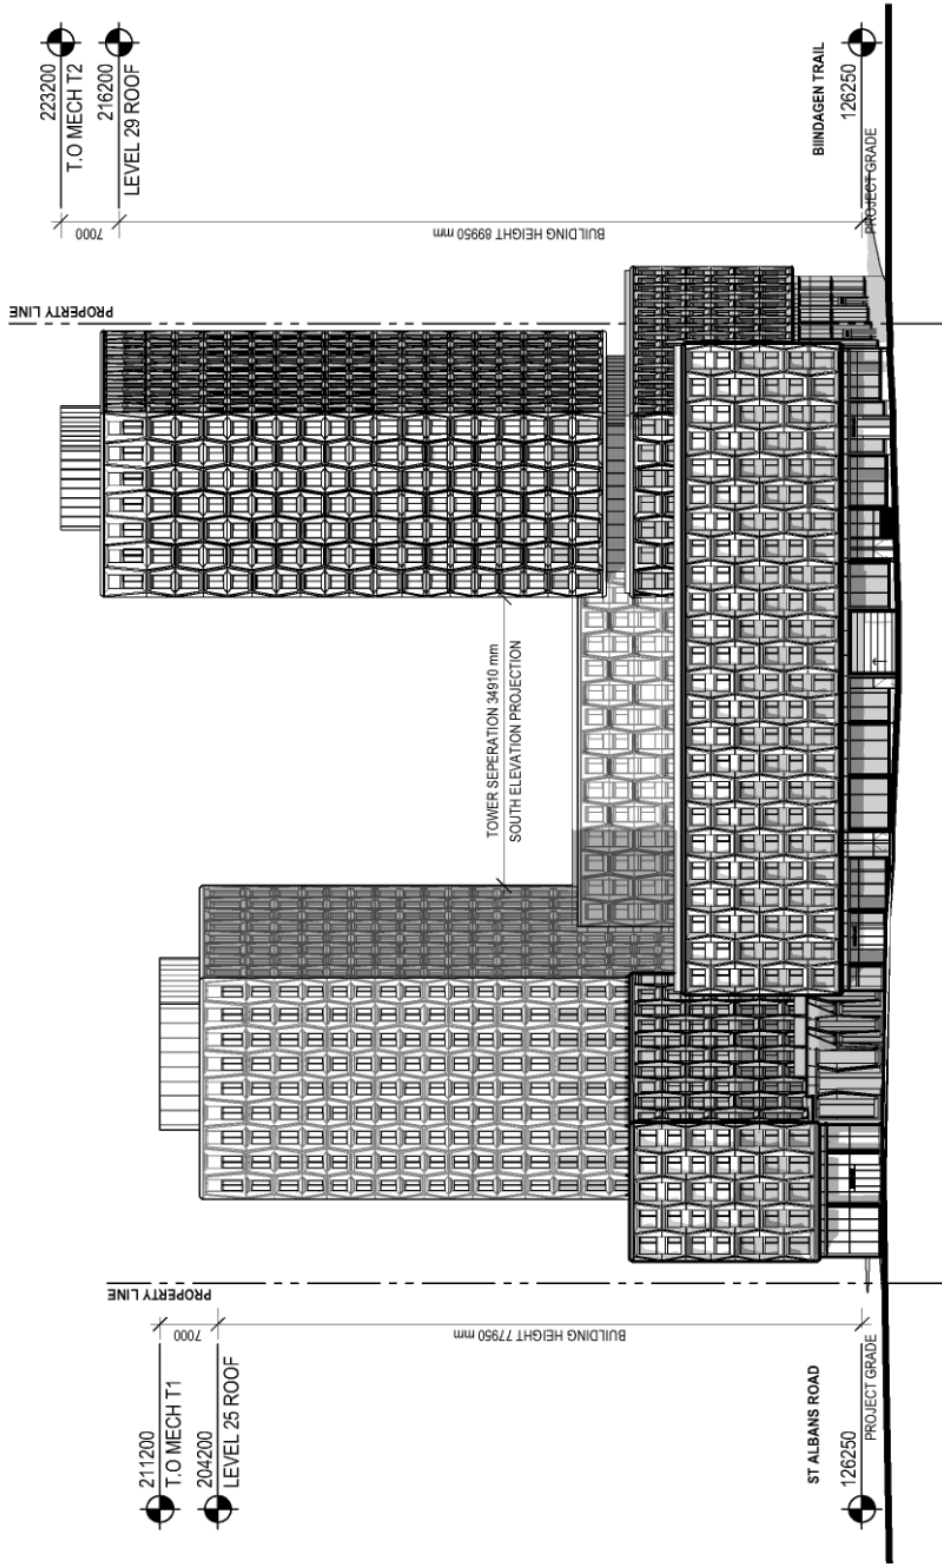 223200
T.O MECH T2
216200
LEVEL 29 ROOF
7000
BUILDING HEIGHT 89950 mm
BIINDAGEN TRAIL
126250
PROJECT GRADE
PROPERTY LINE
TOWER SEPERATION 34910 mm
SOUTH ELEVATION PROJECTION
PROPERTY LINE
7000
BUILDING HEIGHT 77950 mm
211200
T.O MECH T1
204200
LEVEL 25 ROOF
ST ALBANS ROAD
126250
PROJECT GRADE